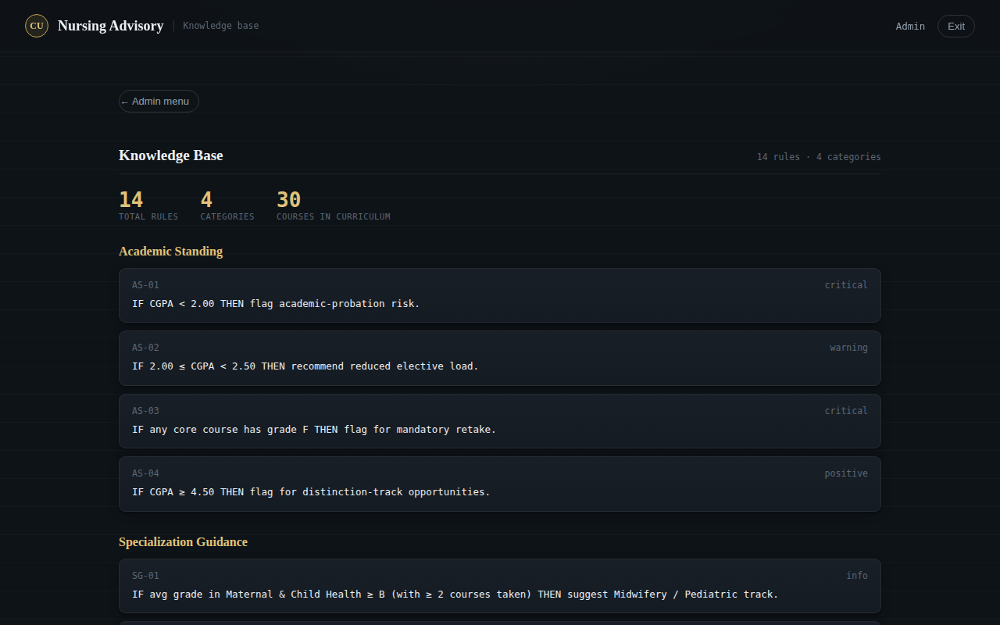 CU Nursing Advisory Knowledge base Admin Exit
← Admin menu
Knowledge Base 14 rules · 4 categories
14 4 30
TOTAL RULES CATEGORIES COURSES IN CURRICULUM
Academic Standing
AS-01 critical
IF CGPA < 2.00 THEN flag academic-probation risk.
AS-02 warning
IF 2.00 ≤ CGPA < 2.50 THEN recommend reduced elective load.
AS-03 critical
IF any core course has grade F THEN flag for mandatory retake.
AS-04 positive
IF CGPA ≥ 4.50 THEN flag for distinction-track opportunities.
Specialization Guidance
SG-01 info
IF avg grade in Maternal & Child Health ≥ B (with ≥ 2 courses taken) THEN suggest Midwifery / Pediatric track.